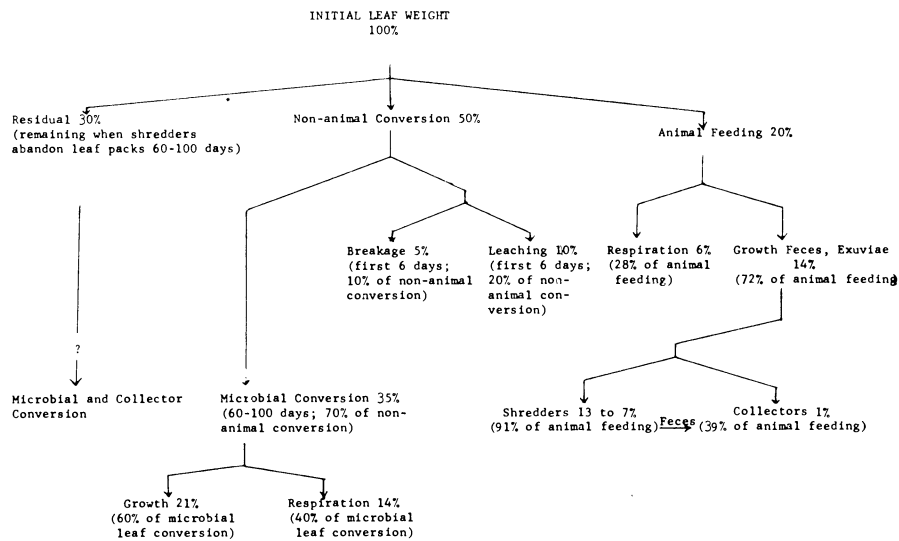 INITIAL LEAF WEIGHT
100%
Residual 30%
(remaining when shredders
abandon leaf packs 60-100 days)
Non-animal Conversion 50%
Animal Feeding 20%
Breakage 5%
(first 6 days;
10% of non-animal
conversion)
Leaching 10%
(first 6 days;
20% of non-
animal con-
version)
Respiration 6%
(28% of animal
feeding)
Growth Feces, Exuviae
14%
(72% of animal feeding
?
Microbial and Collector
Conversion
Microbial Conversion 35%
(60-100 days; 70% of non-
animal conversion)
Shredders 13 to 7%
(91% of animal feeding)
Feces
Collectors 1%
(39% of animal feeding)
Growth 21%
(60% of microbial
leaf conversion)
Respiration 14%
(40% of microbial
leaf conversion)